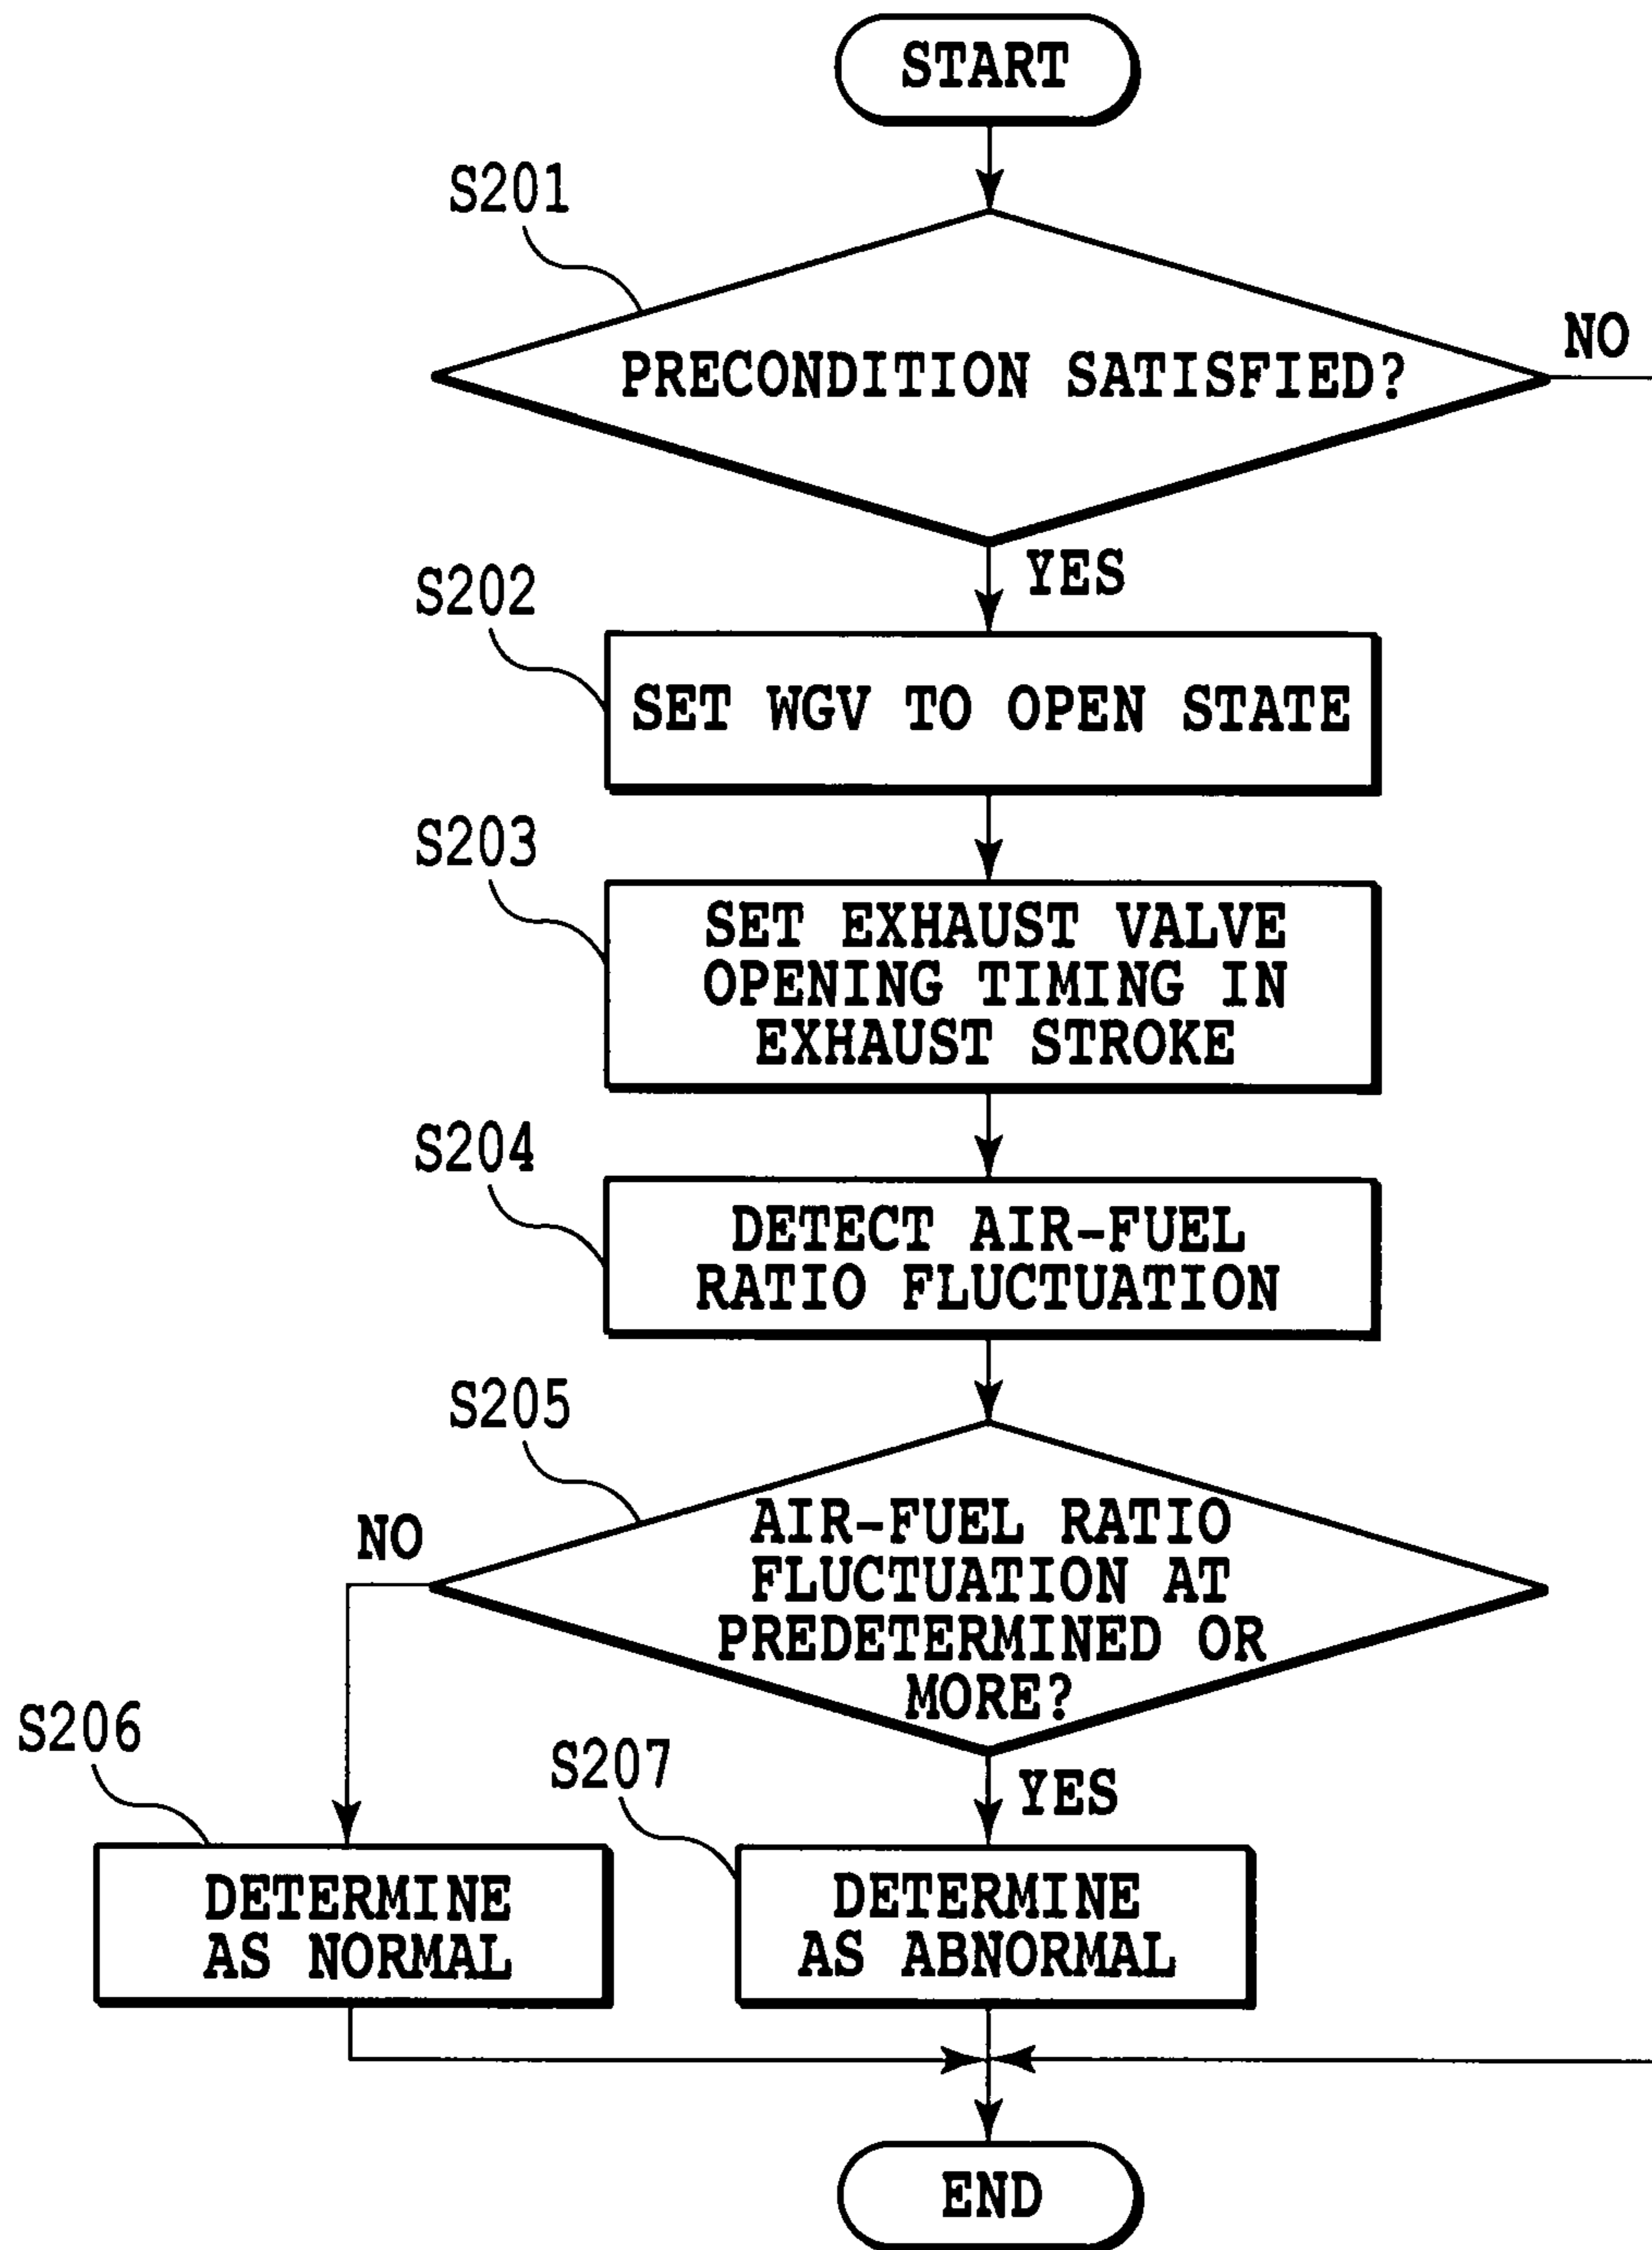 START
S201
PRECONDITION SATISFIED?
NO
YES
S202
SET WGV TO OPEN STATE
S203
SET EXHAUST VALVE
OPENING TIMING IN
EXHAUST STROKE
S204
DETECT AIR-FUEL
RATIO FLUCTUATION
S205
AIR-FUEL RATIO
FLUCTUATION AT
PREDETERMINED OR
MORE?
NO
YES
S206
DETERMINE
AS NORMAL
S207
DETERMINE
AS ABNORMAL
END